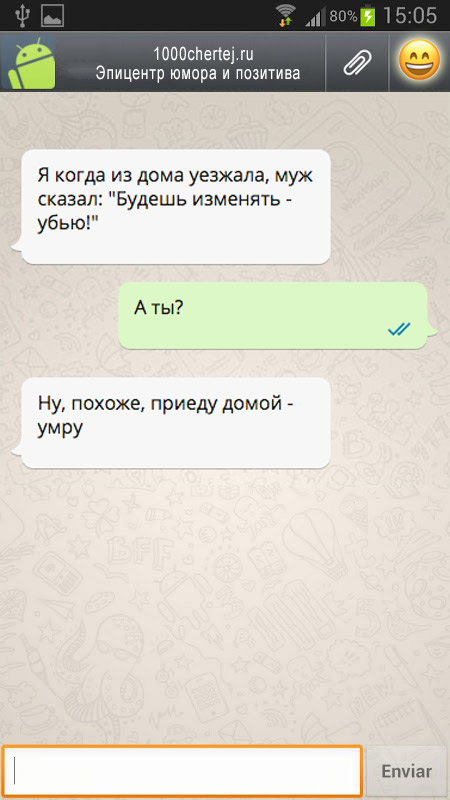 80% 15:05
1000chertej.ru
Эпицентр юмора и позитива
Я когда из дома уезжала, муж
сказал: "Будешь изменять -
убью!"
А ты?
Ну, похоже, приеду домой -
умру
Enviar